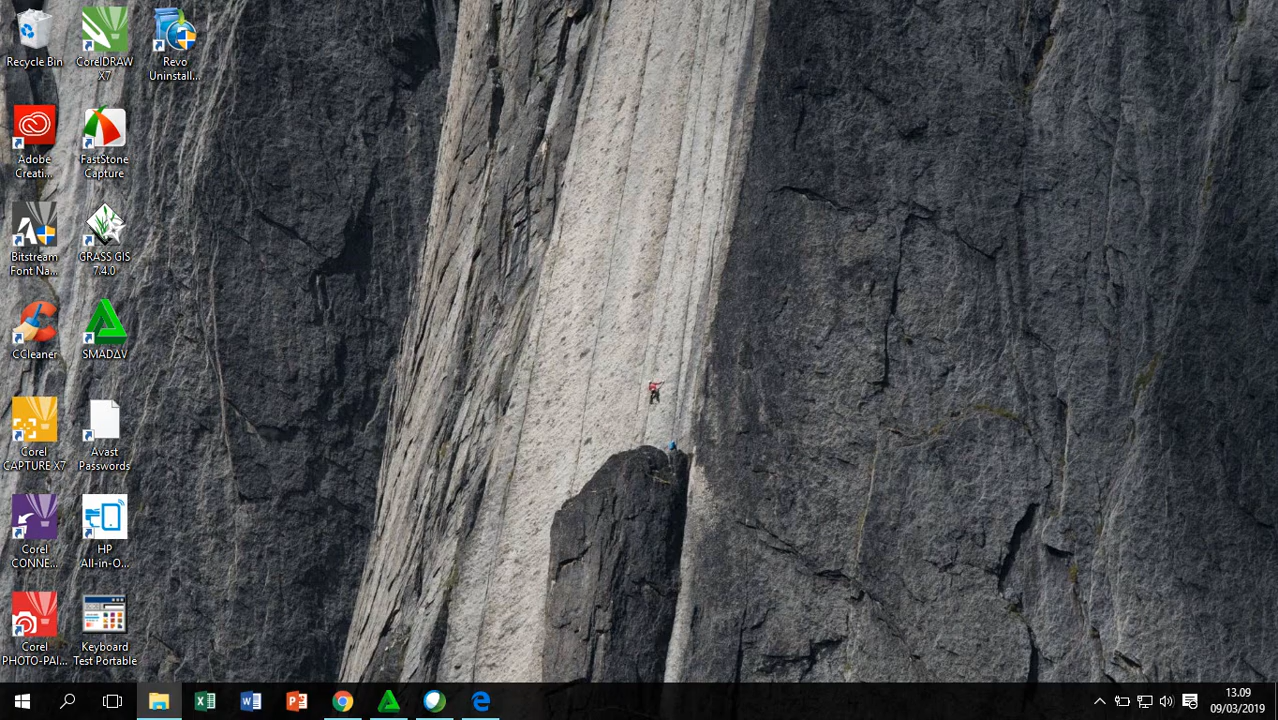 Recycle Bin
CorelDRAW
X7
Revo
Uninstall...
Adobe
Creati...
FastStone
Capture
Bitstream
Font Na...
GRASS GIS
7.4.0
CCleaner
SMADΔV
Corel
CAPTURE X7
Avast
Passwords
Corel
CONNE...
HP
All-in-O...
Corel
PHOTO-PAI...
Keyboard
Test Portable
13.09
09/03/2019